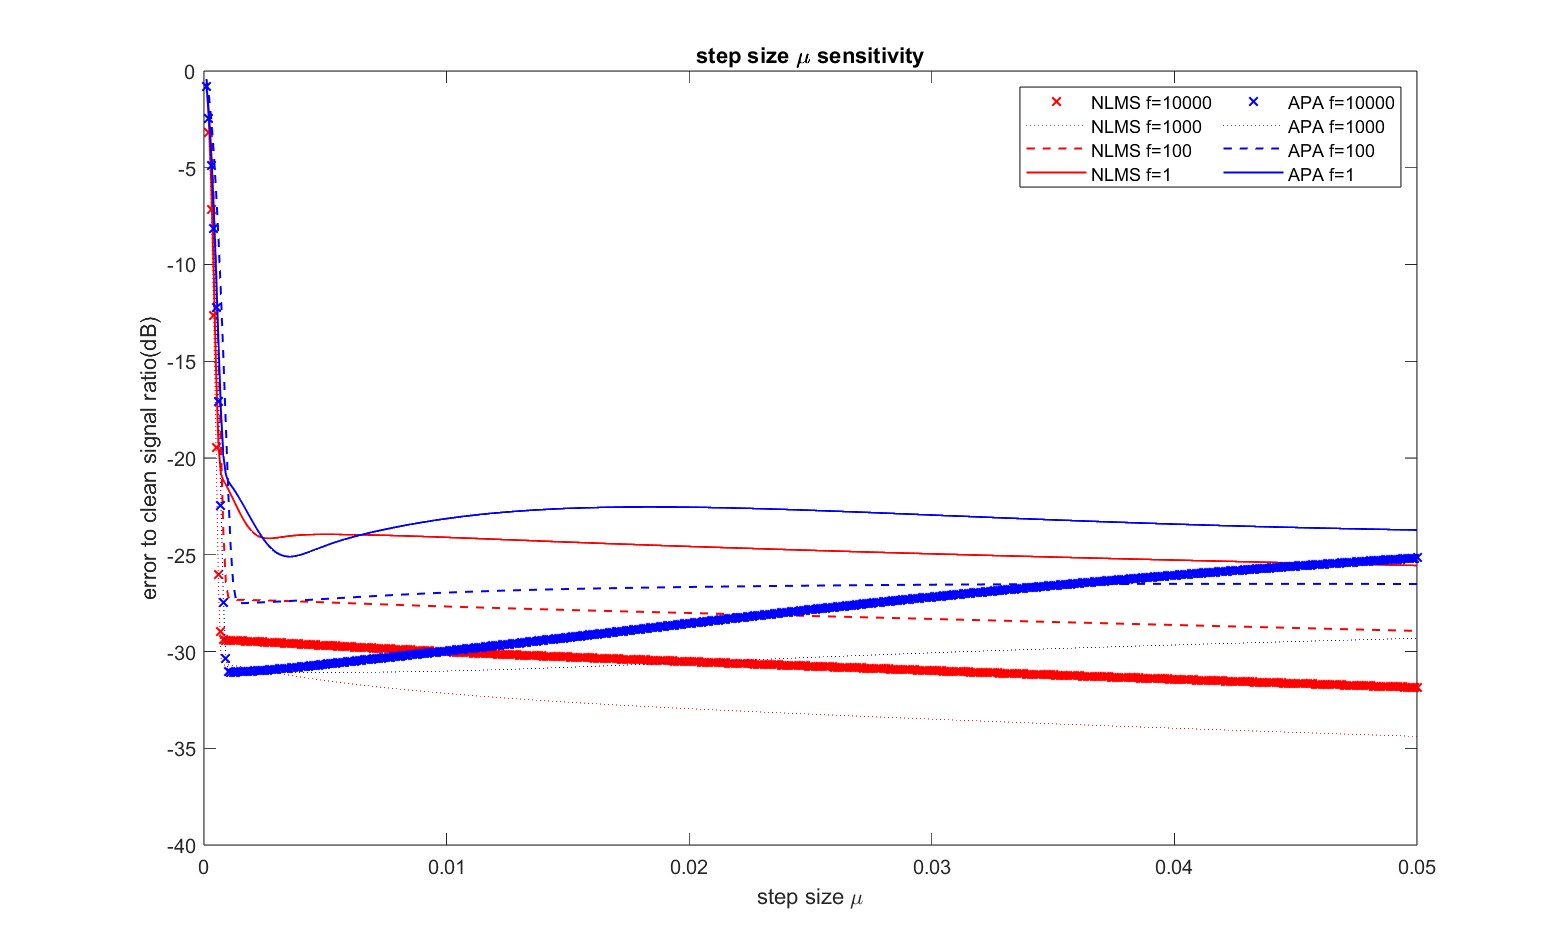 step size μ sensitivity
NLMS f=10000 APA f=10000
NLMS f=1000 APA f=1000
NLMS f=100 APA f=100
NLMS f=1 APA f=1
error to clean signal ratio(dB)
0
-5
-10
-15
-20
-25
-30
-35
-40
0 0.01 0.02 0.03 0.04 0.05
step size μ